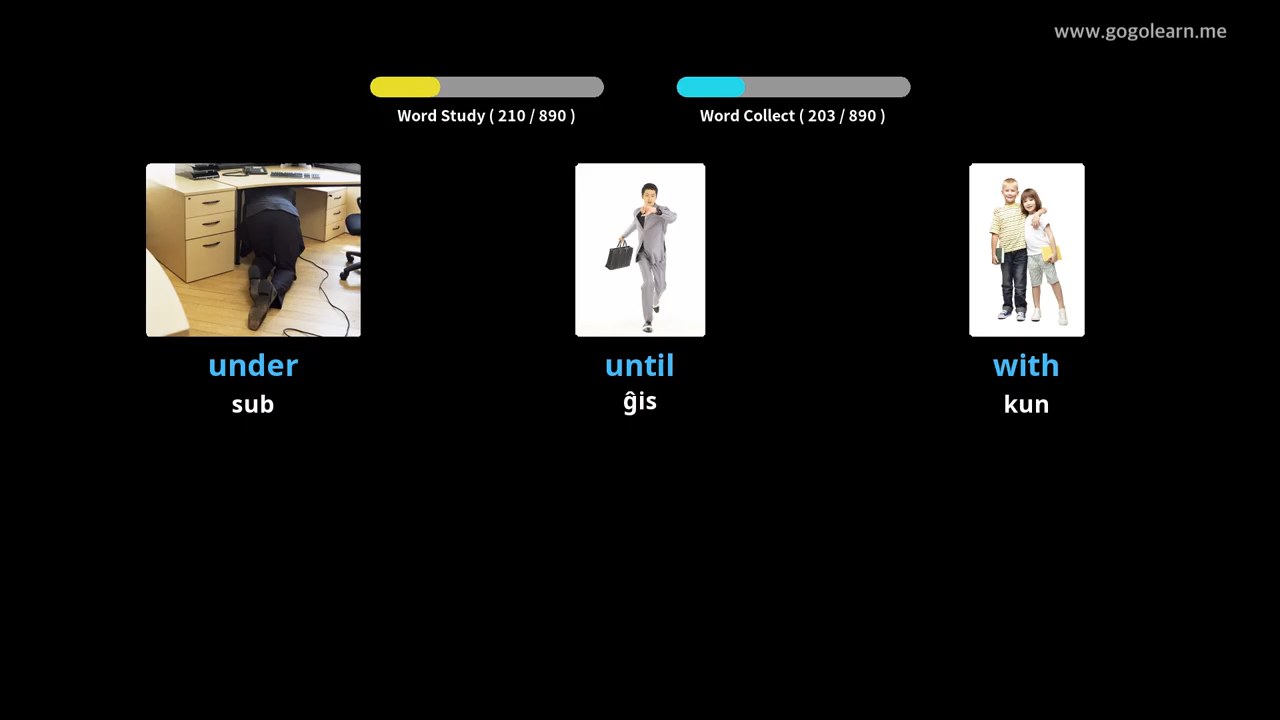 www.gogolearn.me
Word Study ( 210 / 890 )
Word Collect ( 203 / 890 )
under
until
with
sub
ĝis
kun